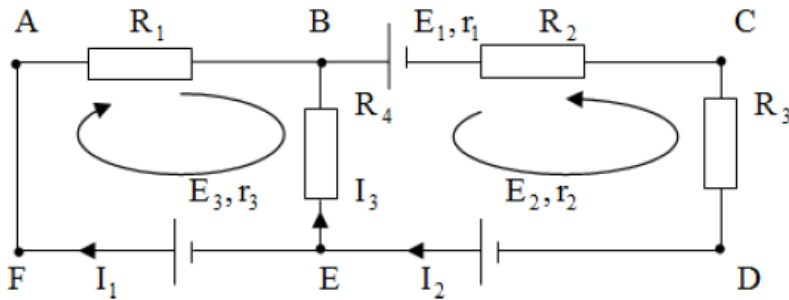 A R₁ B E₁, r₁ R₂ C
R₄ R₃
E₃, r₃ I₃ E₂, r₂
F I₁ E I₂ D